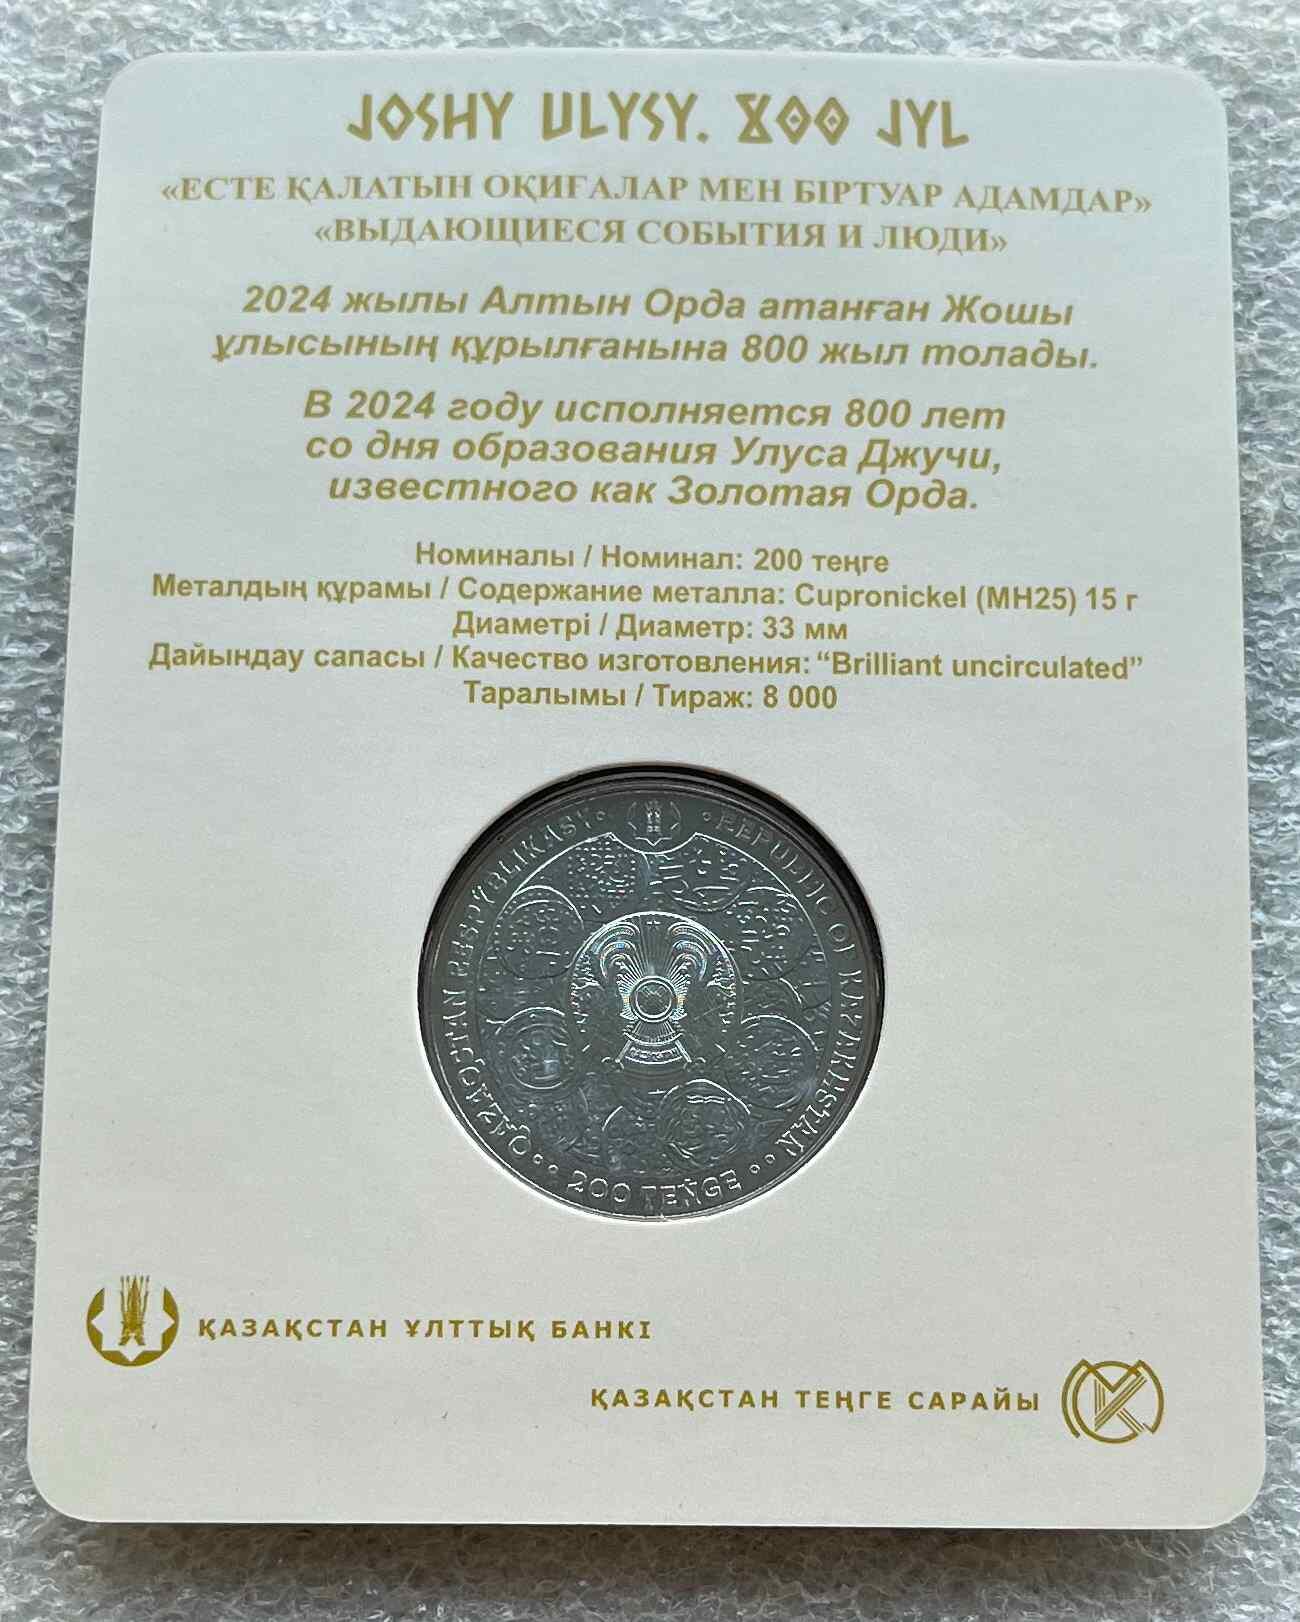 JOSHY ULYSY. 800 JYL
«ЕСТЕ ҚАЛАТЫН ОҚИҒАЛАР МЕН БІРТУАР АДАМДАР»
«ВЫДАЮЩИЕСЯ СОБЫТИЯ И ЛЮДИ»
2024 жылы Алтын Орда атанған Жошы
ұлысының құрылғанына 800 жыл толады.
В 2024 году исполняется 800 лет
со дня образования Улуса Джучи,
известного как Золотая Орда.
Номиналы / Номинал: 200 теңге
Металдың құрамы / Содержание металла: Cupronickel (МН25) 15 г
Диаметрі / Диаметр: 33 мм
Дайындау сапасы / Качество изготовления: “Brilliant uncirculated”
Таралымы / Тираж: 8 000
QAZAQSTAN RESPÝBLIKASY
REPUBLIC OF KAZAKHSTAN
200 TEŃGE
ҚАЗАҚСТАН ҰЛТТЫҚ БАНКІ
ҚАЗАҚСТАН ТЕҢГЕ САРАЙЫ